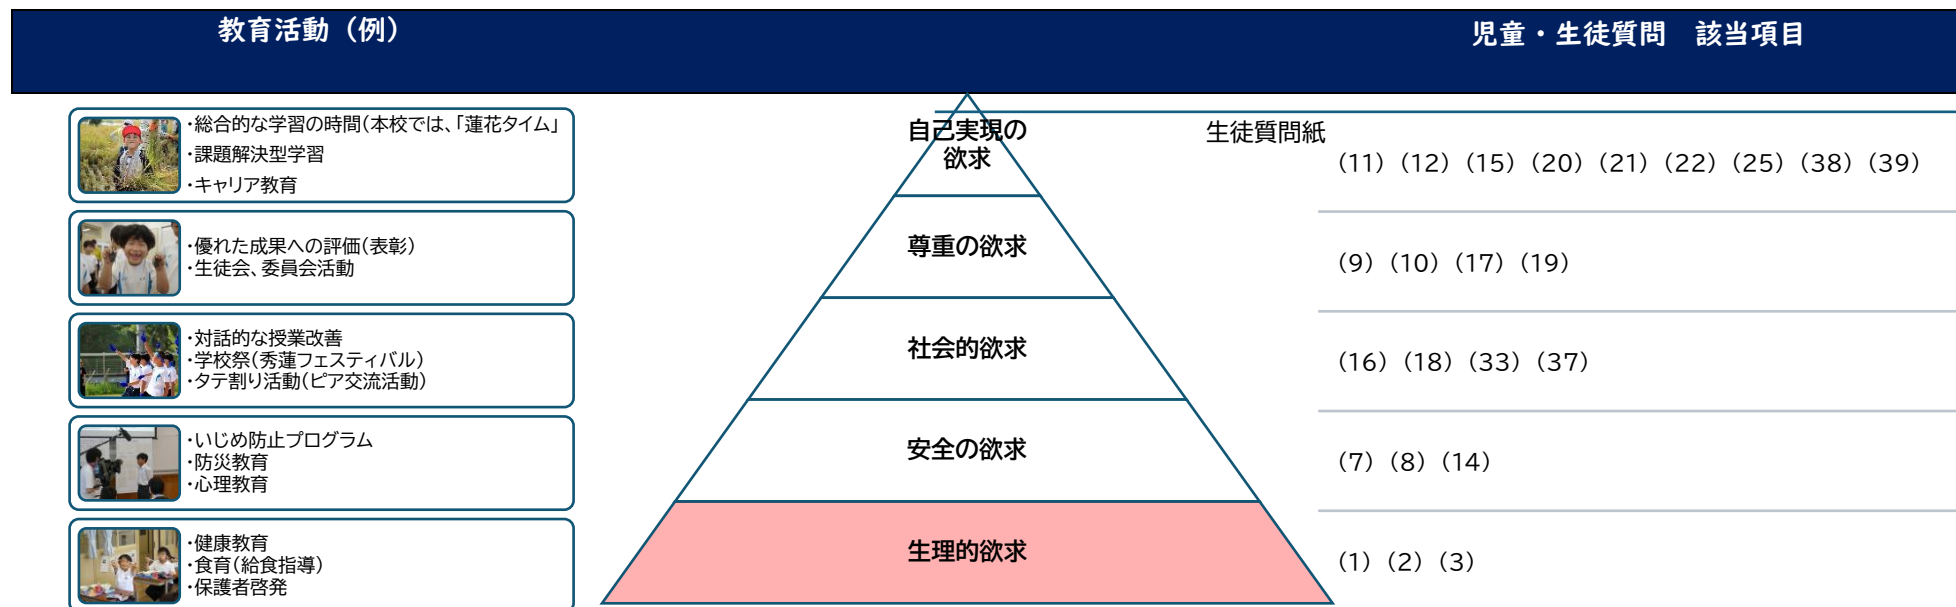 教育活動（例）
児童・生徒質問　該当項目
・総合的な学習の時間(本校では、「蓮花タイム」
・課題解決型学習
・キャリア教育
自己実現の
欲求
生徒質問紙
（11）（12）（15）（20）（21）（22）（25）（38）（39）
・優れた成果への評価(表彰)
・生徒会、委員会活動
尊重の欲求
（9）（10）（17）（19）
・対話的な授業改善
・学校祭(秀蓮フェスティバル)
・タテ割り活動(ピア交流活動)
社会的欲求
（16）（18）（33）（37）
・いじめ防止プログラム
・防災教育
・心理教育
安全の欲求
（7）（8）（14）
・健康教育
・食育(給食指導)
・保護者啓発
生理的欲求
（1）（2）（3）